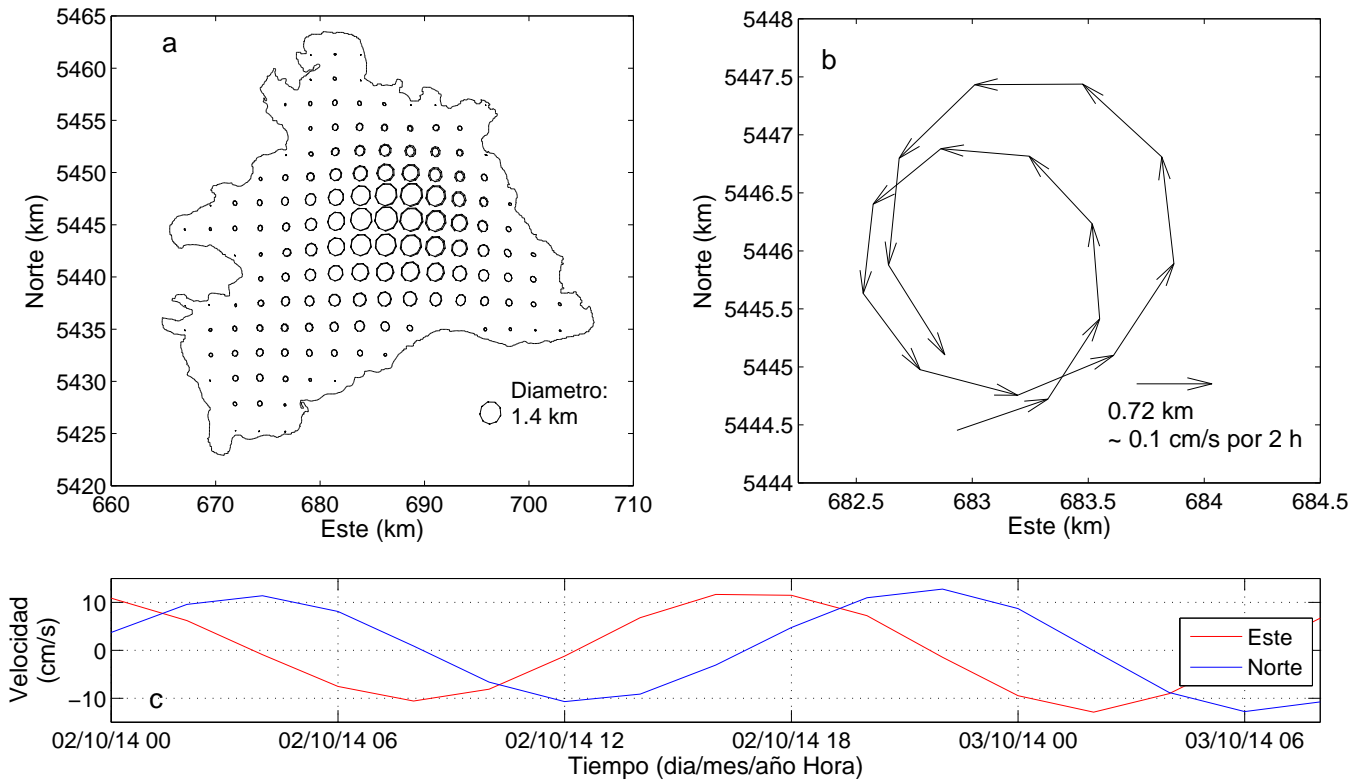 a
5465
5460
5455
5450
5445
5440
5435
5430
5425
5420
Norte (km)
660
670
680
690
700
710
Este (km)
Diametro:
1.4 km
b
5448
5447.5
5447
5446.5
5446
5445.5
5445
5444.5
5444
Norte (km)
682.5
683
683.5
684
684.5
Este (km)
0.72 km
~ 0.1 cm/s por 2 h
10
0
−10
Velocidad
(cm/s)
c
Este
Norte
02/10/14 00
02/10/14 06
02/10/14 12
02/10/14 18
03/10/14 00
03/10/14 06
Tiempo (dia/mes/año Hora)